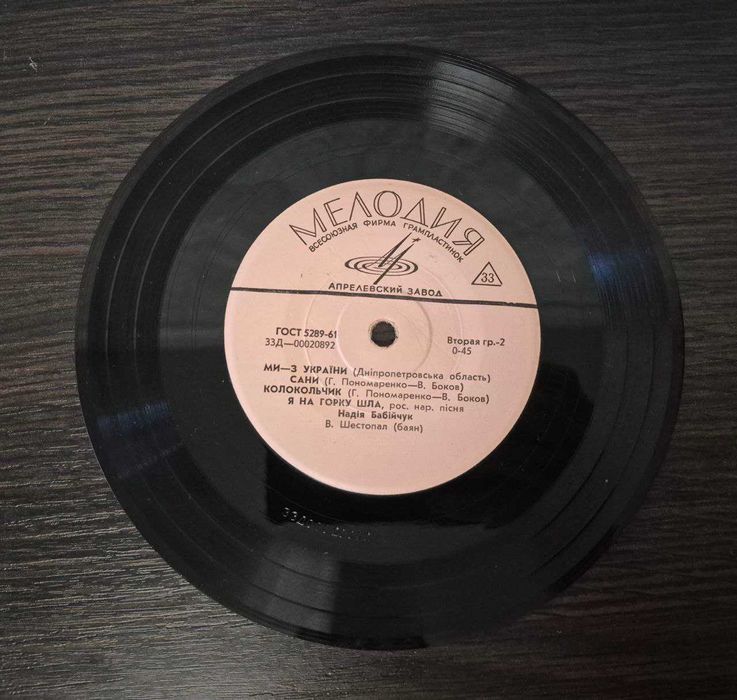 МЕЛОДИЯ
ВСЕСОЮЗНАЯ ФИРМА ГРАМПЛАСТИНОК
33
АПРЕЛЕВСКИЙ ЗАВОД
ГОСТ 5289-61
33Д—00020892
Вторая гр.-2
0-45
МИ—З УКРАЇНИ (Дніпропетровська область)
САНИ (Г. Пономаренко—В. Боков)
КОЛОКОЛЬЧИК (Г. Пономаренко—В. Боков)
Я НА ГОРКУ ШЛА, рос. нар. пісня
Надія Бабійчук
В. Шестопал (баян)